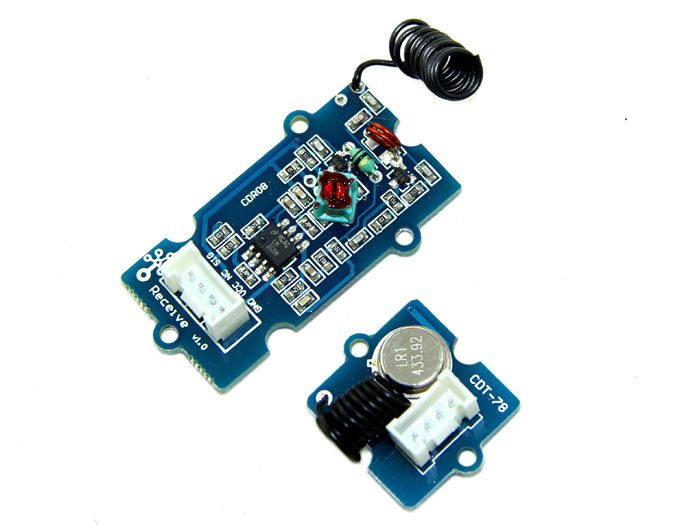 CDR08
SIG
NC
VCC
GND
Receive v1.0
LR1
433.92
CDT-78